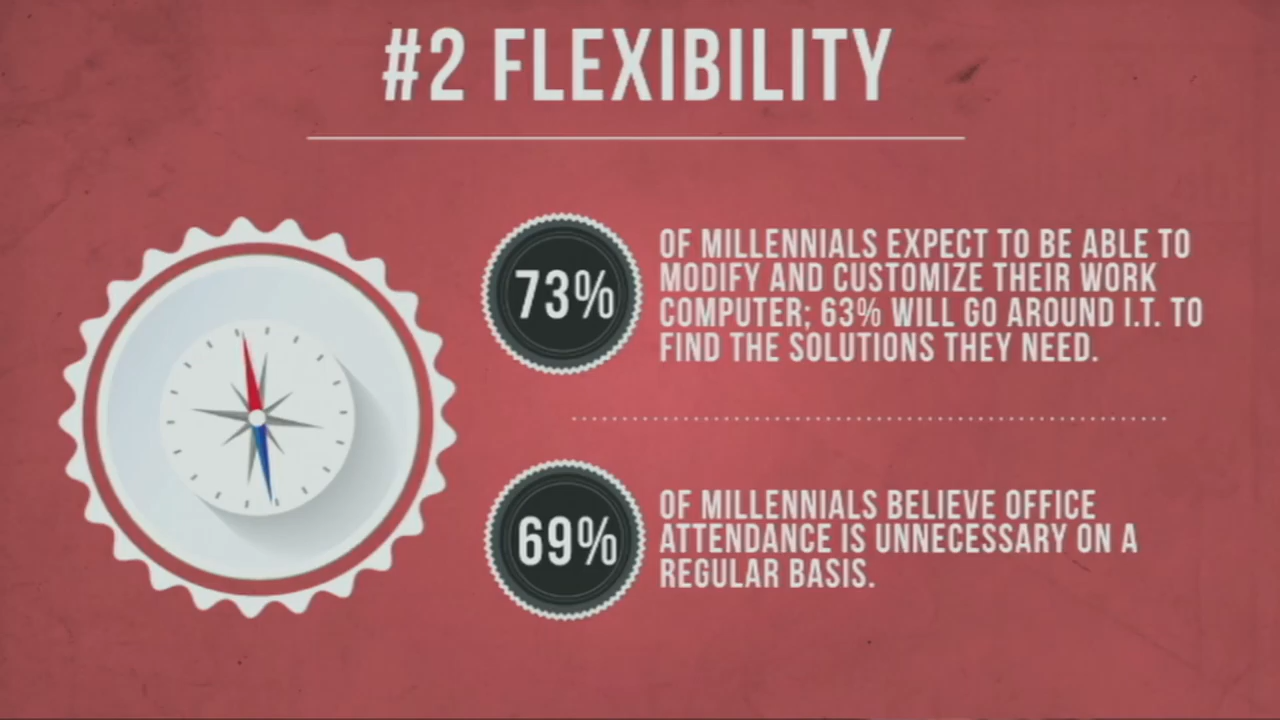 #2 FLEXIBILITY
73%
OF MILLENNIALS EXPECT TO BE ABLE TO
MODIFY AND CUSTOMIZE THEIR WORK
COMPUTER; 63% WILL GO AROUND I.T. TO
FIND THE SOLUTIONS THEY NEED.
69%
OF MILLENNIALS BELIEVE OFFICE
ATTENDANCE IS UNNECESSARY ON A
REGULAR BASIS.